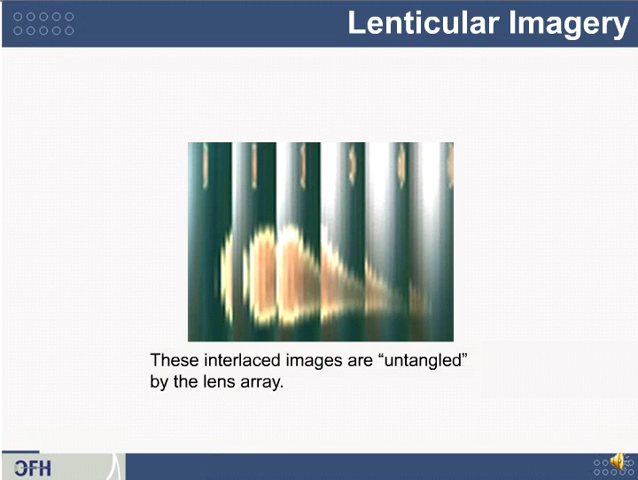 Lenticular Imagery
These interlaced images are “untangled”
by the lens array.
OFH